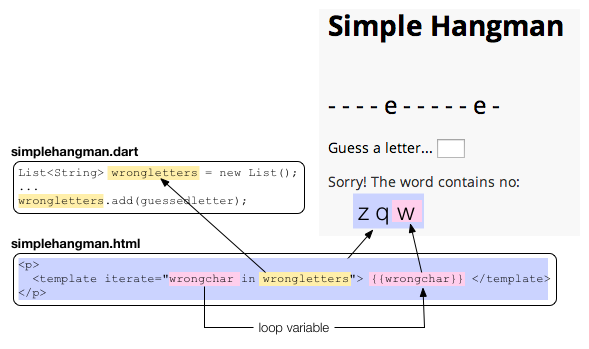 Simple Hangman
- - - - e - - - - - e -
Guess a letter...
Sorry! The word contains no:
z q w
simplehangman.dart
List<String> wrongletters = new List();
...
wrongletters.add(guessedletter);
simplehangman.html
<p>
<template iterate="wrongchar in wrongletters"> {{wrongchar}} </template>
</p>
loop variable